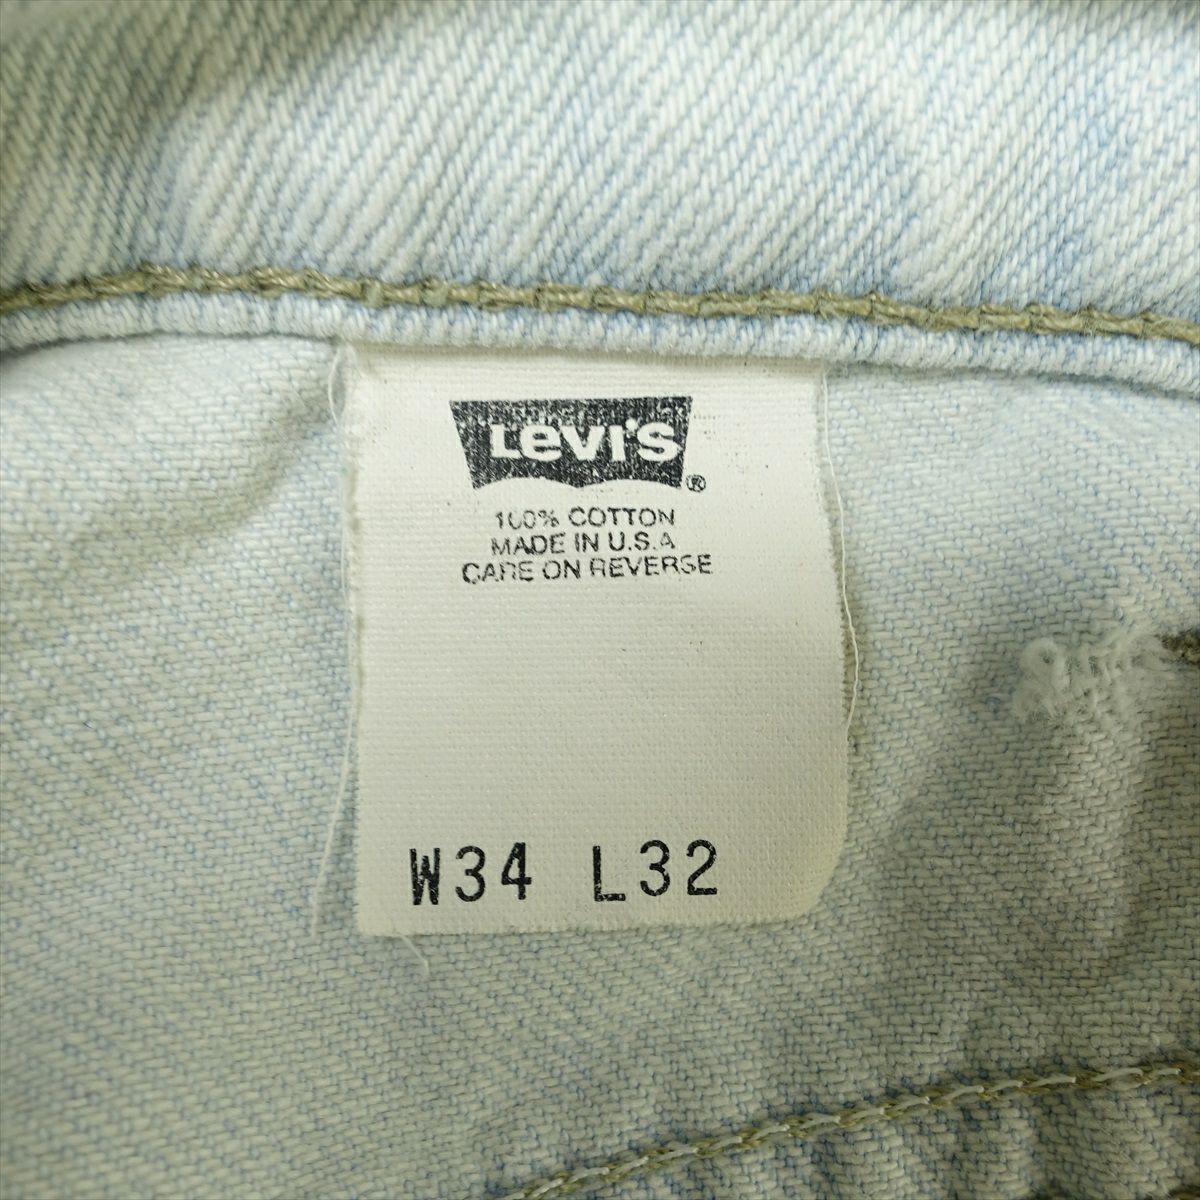 Levi's ®
100% COTTON
MADE IN U.S.A
CARE ON REVERSE
W34 L32